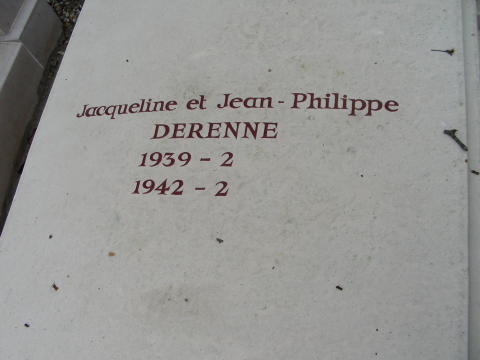 Jacqueline et Jean - Philippe
DERENNE
1939 - 2
1942 - 2